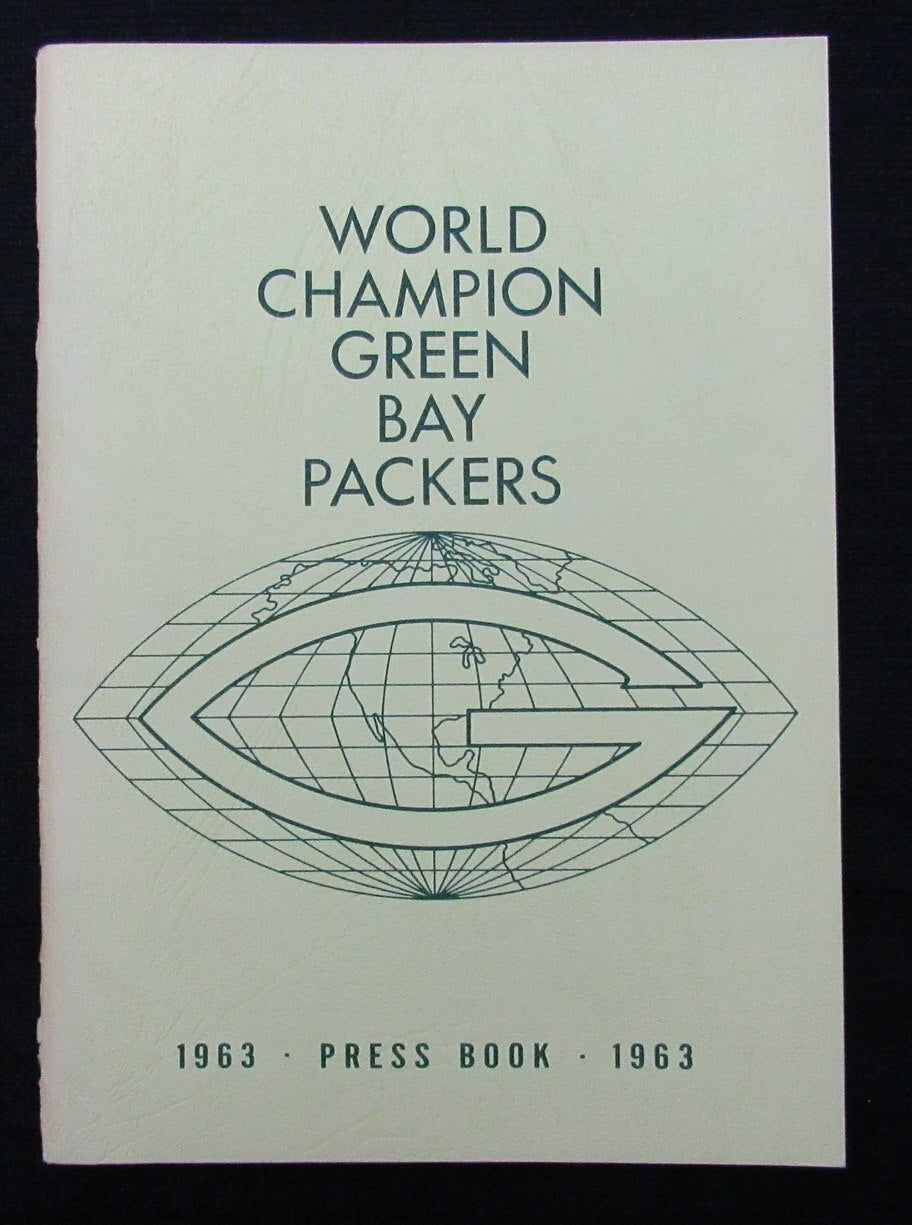 WORLD
CHAMPION
GREEN
BAY
PACKERS
G
1963 · PRESS BOOK · 1963